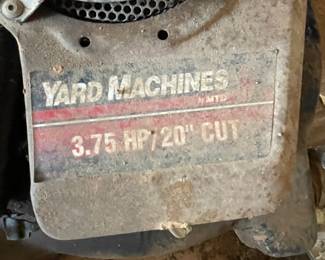 YARD MACHINES
BY MTD
3.75 HP/20" CUT